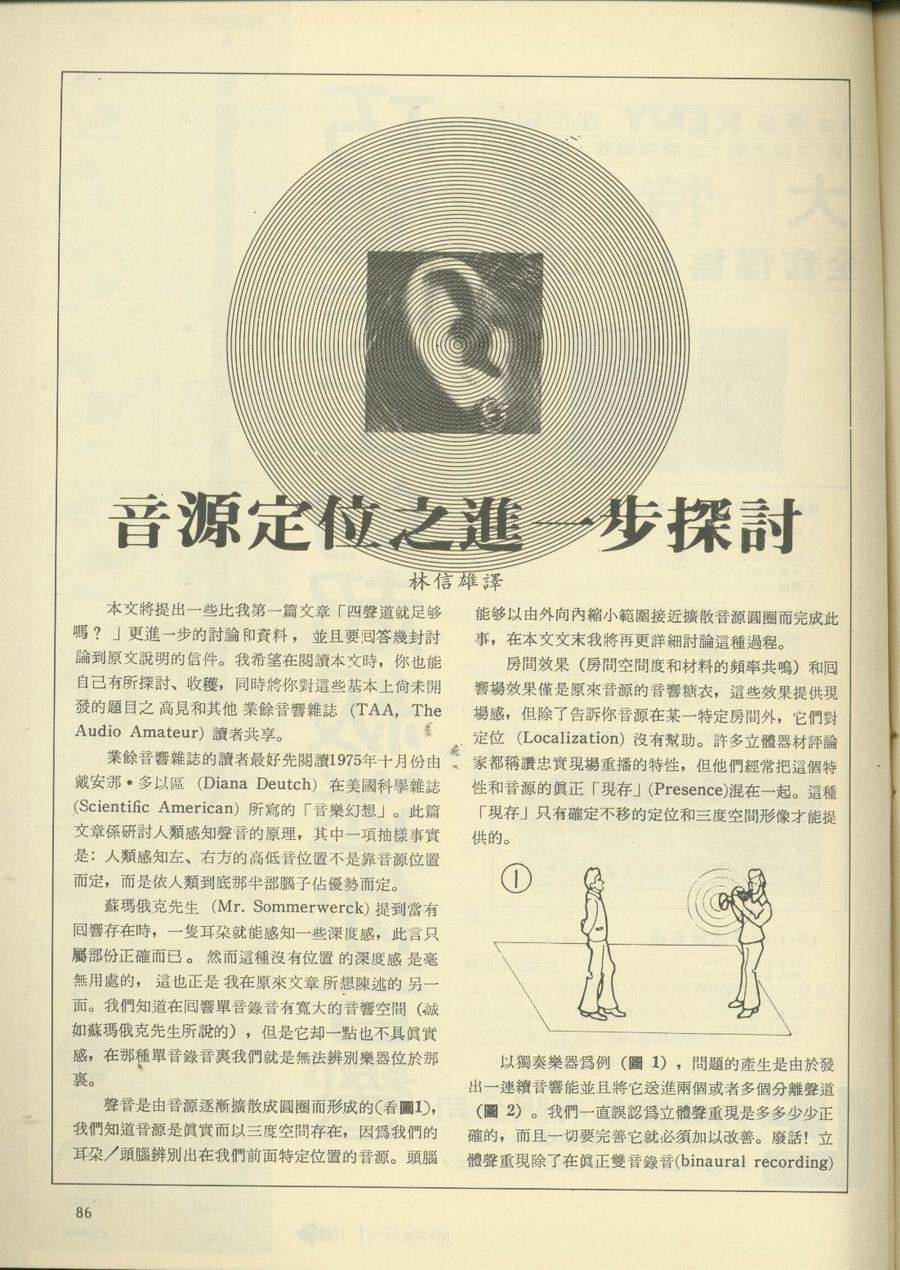 音源定位之進一步探討
林信雄譯
本文將提出一些比我第一篇文章「四聲道就足够
嗎？」更進一步的討論和資料，並且要回答幾封討
論到原文說明的信件。我希望在閱讀本文時，你也能
自己有所探討、收穫，同時將你對這些基本上尙未開
發的題目之高見和其他業餘音響雜誌（TAA, The
Audio Amateur）讀者共享。
業餘音響雜誌的讀者最好先閱讀1975年十月份由
戴安那•多以區（Diana Deutch）在美國科學雜誌
(Scientific American) 所寫的「音樂幻想」。此篇
文章係研討人類感知聲音的原理，其中一項抽樣事實
是：人類感知左、右方的高低音位置不是靠音源位置
而定，而是依人類到底那半部腦子佔優勢而定。
蘇瑪俄克先生（Mr. Sommerwerck）提到當有
回響存在時，一隻耳朶就能感知一些深度感，此言只
屬部份正確而已。然而這種沒有位置的深度感是毫
無用處的，這也正是我在原來文章所想陳述的另一
面。我們知道在回響單音錄音有寬大的音響空間（誠
如蘇瑪俄克先生所說的），但是它却一點也不具眞實
感，在那種單音錄音裏我們就是無法辨別樂器位於那
裏。
聲音是由音源逐漸擴散成圓圈而形成的(看圖1)，
我們知道音源是眞實而以三度空間存在，因爲我們的
耳朶／頭腦辨別出在我們前面特定位置的音源。頭腦
能够以由外向內縮小範圍接近擴散音源圓圈而完成此
事，在本文文末我將再更詳細討論這種過程。
房間效果（房間空間度和材料的頻率共鳴）和回
響場效果僅是原來音源的音響糖衣，這些效果提供現
場感，但除了告訴你音源在某一特定房間外，它們對
定位（Localization）沒有幫助。許多立體器材評論
家都稱讚忠實現場重播的特性，但他們經常把這個特
性和音源的眞正「現存」(Presence)混在一起。這種
「現存」只有確定不移的定位和三度空間形像才能提
供的。
1
以獨奏樂器爲例（圖 1），問題的產生是由於發
出一連續音響能並且將它送進兩個或者多個分離聲道
（圖 2）。我們一直誤認爲立體聲重現是多多少少正
確的，而且一切要完善它就必須加以改善。廢話！立
體聲重現除了在眞正雙音錄音(binaural recording)
86